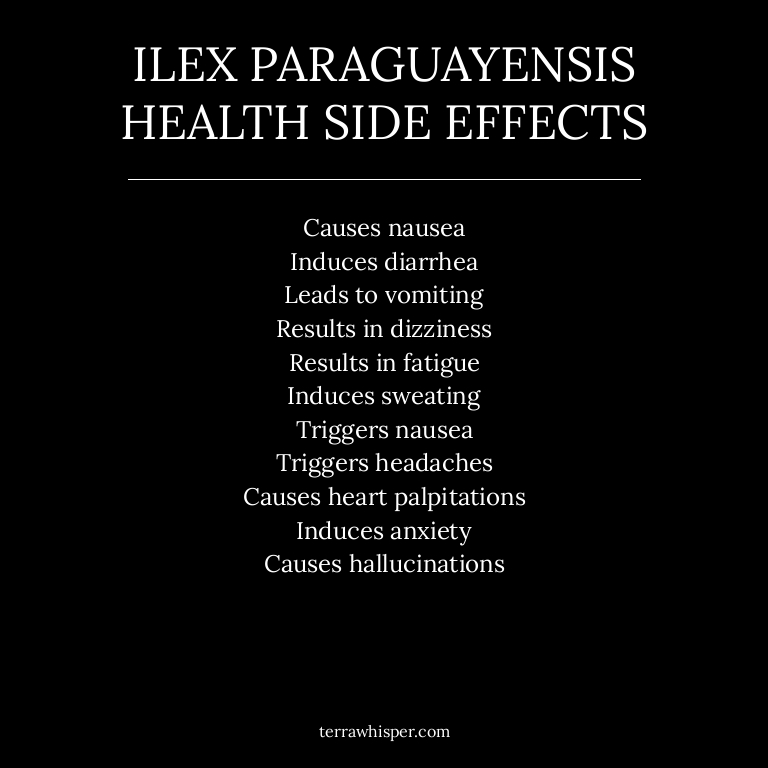 ILEX PARAGUAYENSIS
HEALTH SIDE EFFECTS
Causes nausea
Induces diarrhea
Leads to vomiting
Results in dizziness
Results in fatigue
Induces sweating
Triggers nausea
Triggers headaches
Causes heart palpitations
Induces anxiety
Causes hallucinations
terrawhisper.com